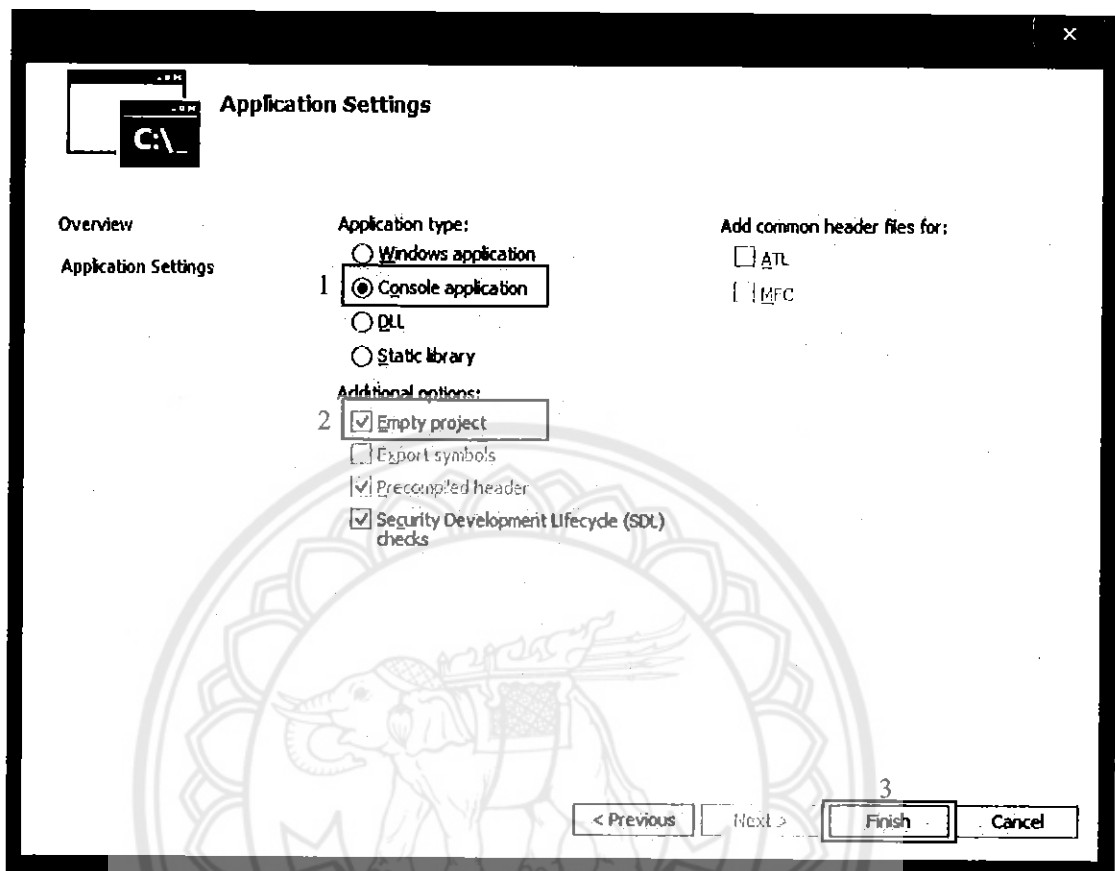 ×
C:\_
Application Settings
Overview
Application Settings
Application type:
Windows application
1 Console application
DLL
Static library
Additional options:
2 Empty project
Export symbols
Precompiled header
Security Development Lifecycle (SDL)
checks
Add common header files for:
ATL
MFC
3
< Previous
Next >
Finish
Cancel